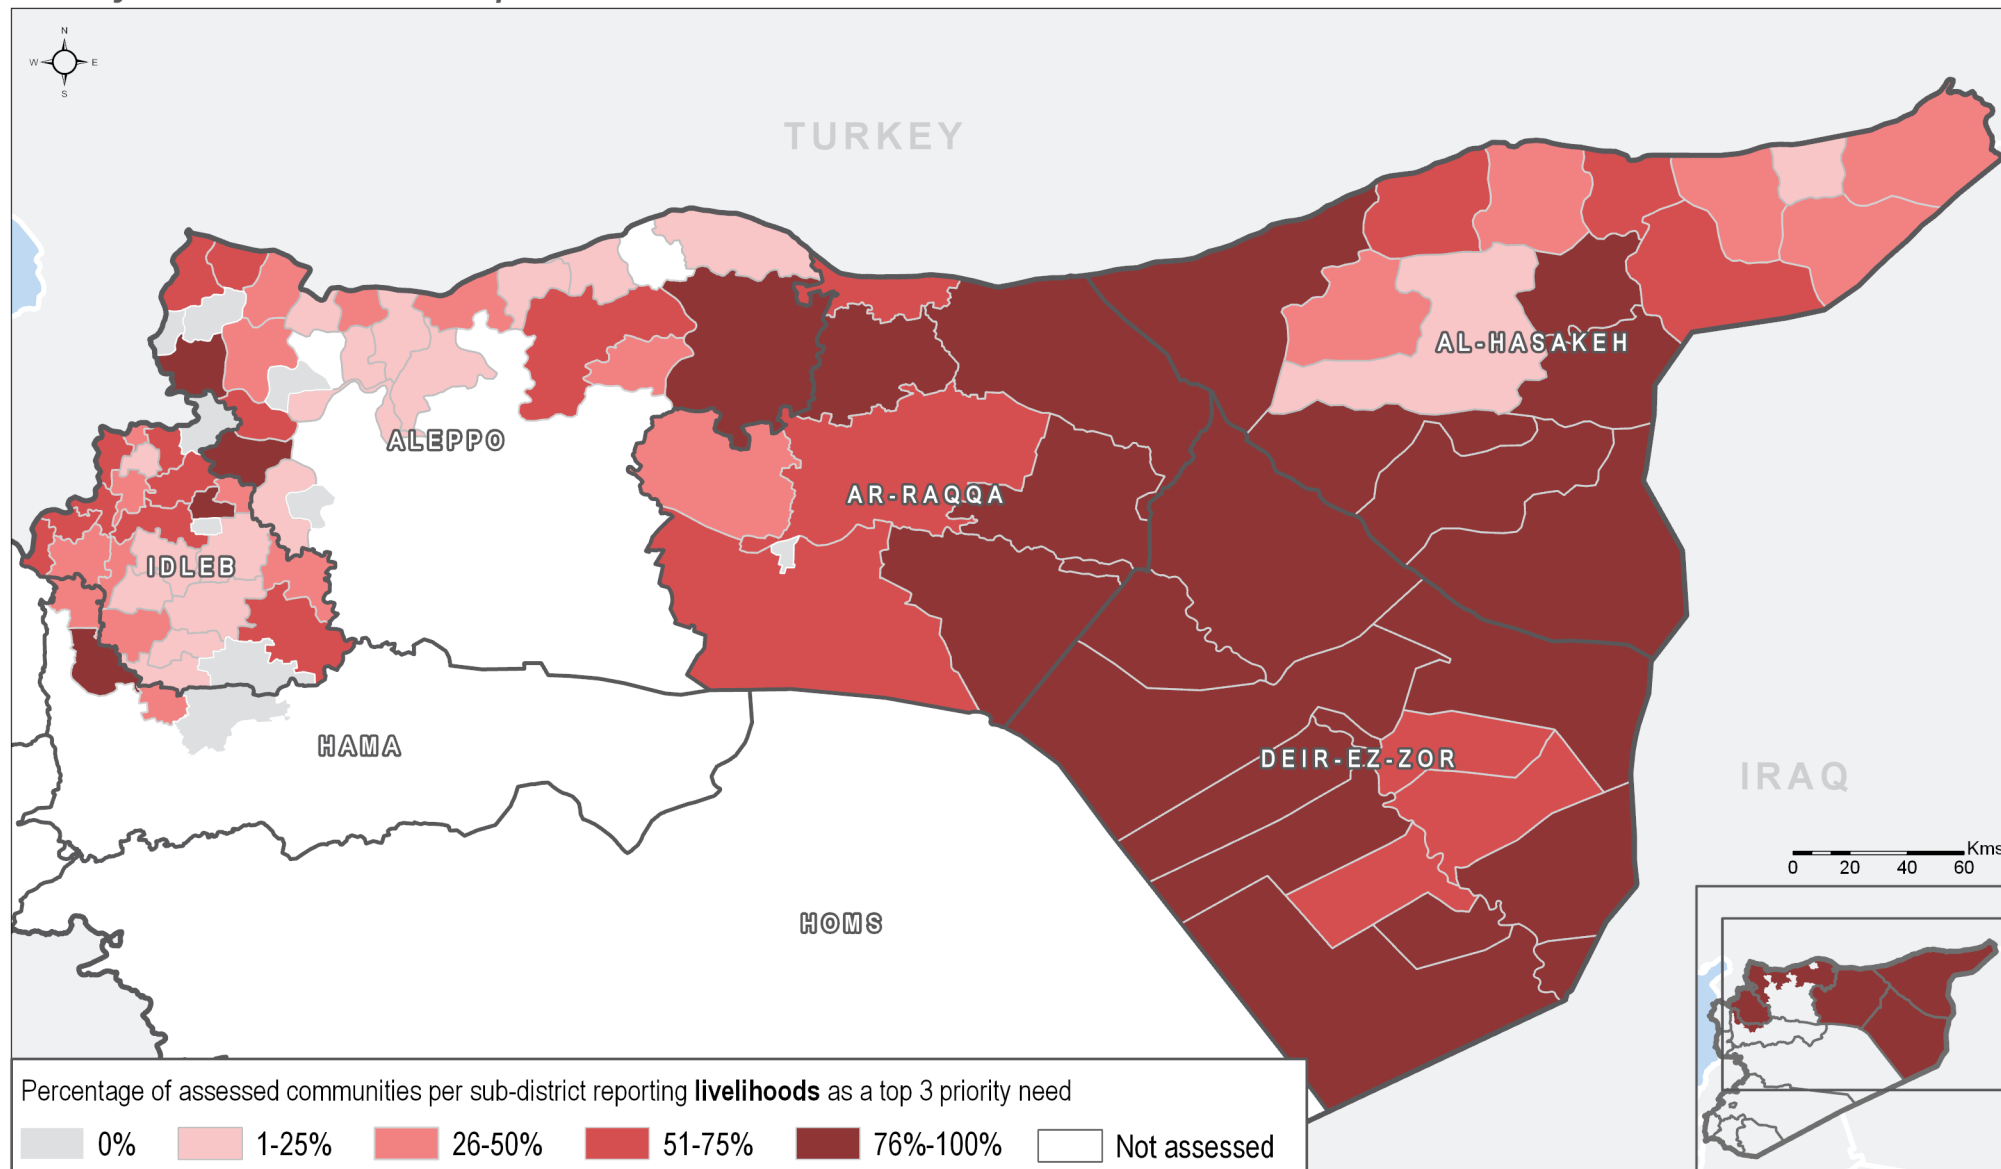 N
W E
S
TURKEY
AL-HASAKEH
ALEPPO
AR-RAQQA
IDLEB
HAMA
DEIR-EZ-ZOR
IRAQ
HOMS
Kms
0 20 40 60
Percentage of assessed communities per sub-district reporting livelihoods as a top 3 priority need
0% 1-25% 26-50% 51-75% 76%-100% Not assessed